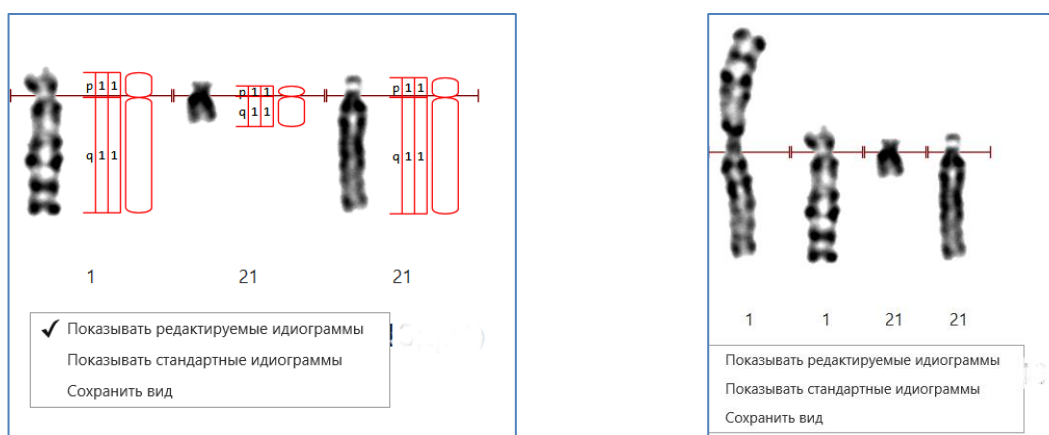 p 1 1
p 1 1
p 1 1
q 1 1
q 1 1
q 1 1
1 21 21
✓ Показывать редактируемые идиограммы
Показывать стандартные идиограммы
Сохранить вид
1 1 21 21
Показывать редактируемые идиограммы
Показывать стандартные идиограммы
Сохранить вид